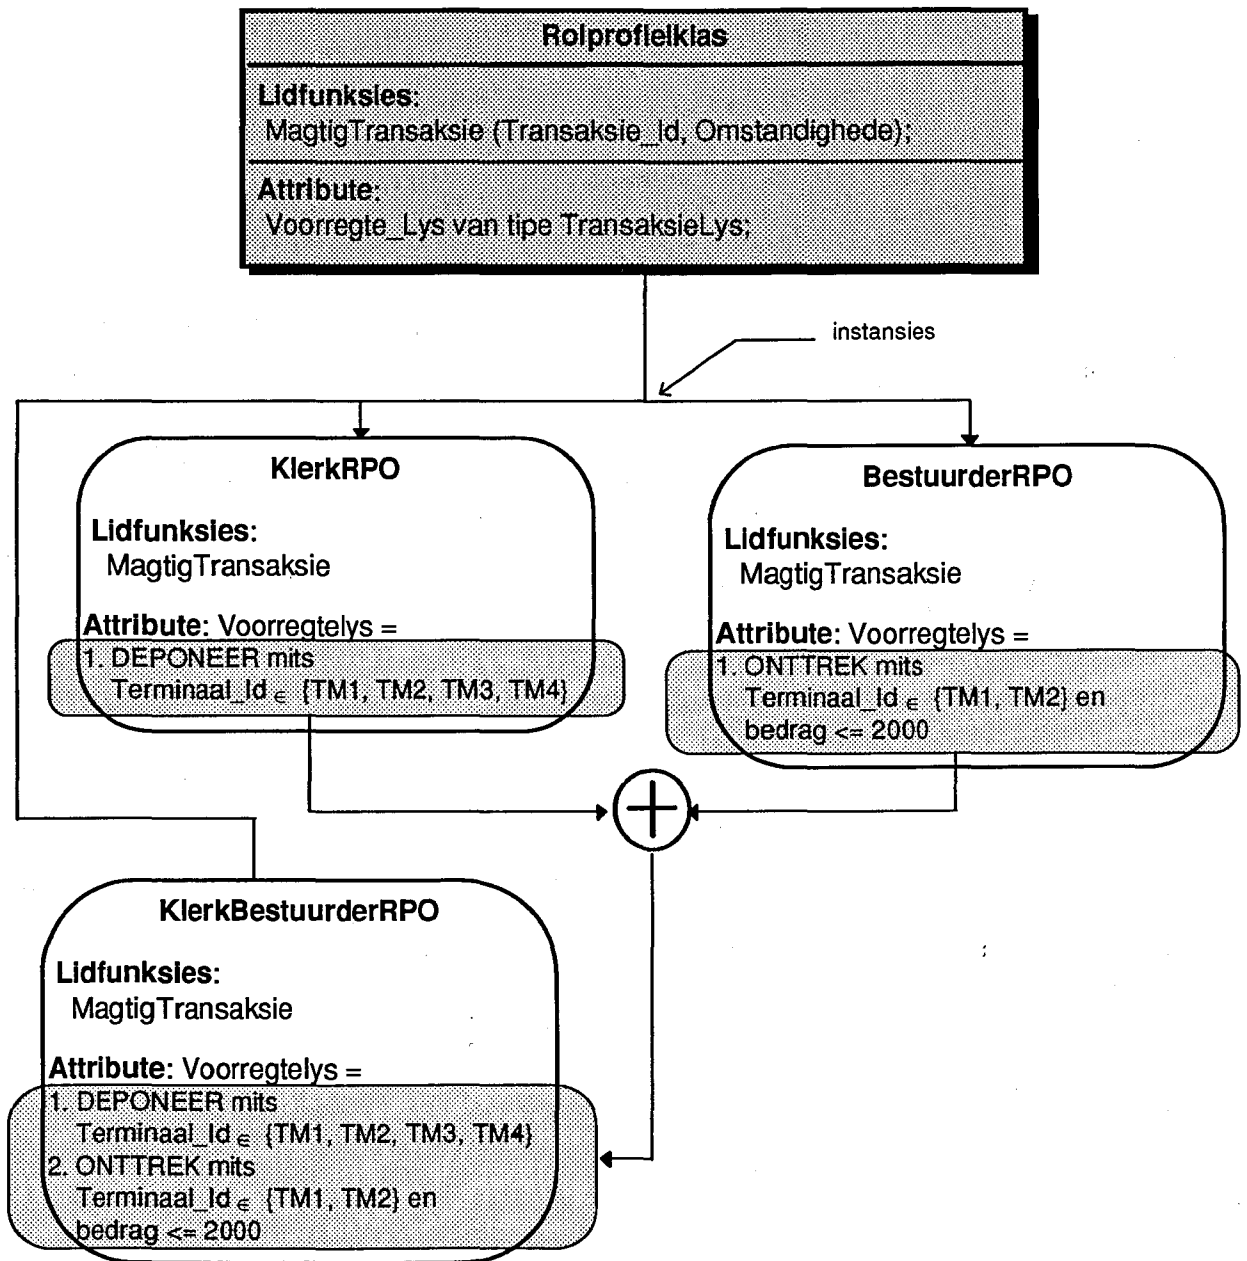 Rolprofielklas
Lidfunksies:
MagtigTransaksie (Transaksie_Id, Omstandighede);
Attribute:
Voorregte_Lys van tipe TransaksieLys;
instansies
KlerkRPO
Lidfunksies:
MagtigTransaksie
Attribute: Voorregtelys =
1. DEPONEER mits
Terminaal_Id ∈ {TM1, TM2, TM3, TM4}
BestuurderRPO
Lidfunksies:
MagtigTransaksie
Attribute: Voorregtelys =
1. ONTTREK mits
Terminaal_Id ∈ {TM1, TM2} en
bedrag <= 2000
KlerkBestuurderRPO
Lidfunksies:
MagtigTransaksie
Attribute: Voorregtelys =
1. DEPONEER mits
Terminaal_Id ∈ {TM1, TM2, TM3, TM4}
2. ONTTREK mits
Terminaal_Id ∈ {TM1, TM2} en
bedrag <= 2000